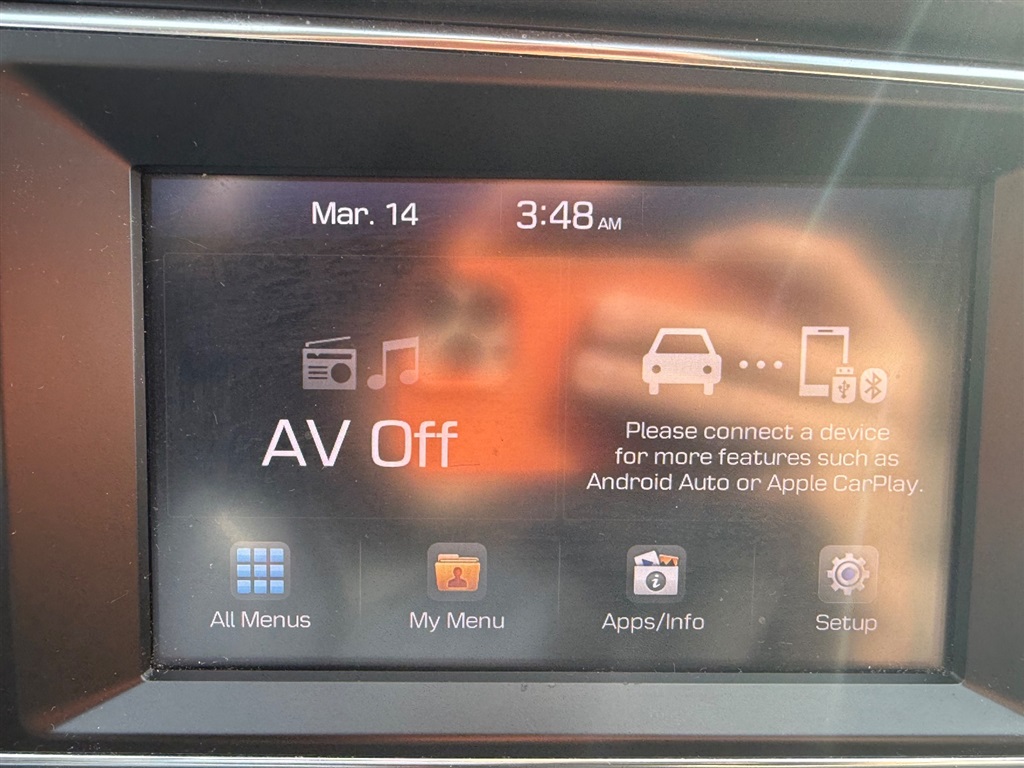 Mar. 14 3:48 AM
AV Off
Please connect a device
for more features such as
Android Auto or Apple CarPlay.
All Menus My Menu Apps/Info Setup